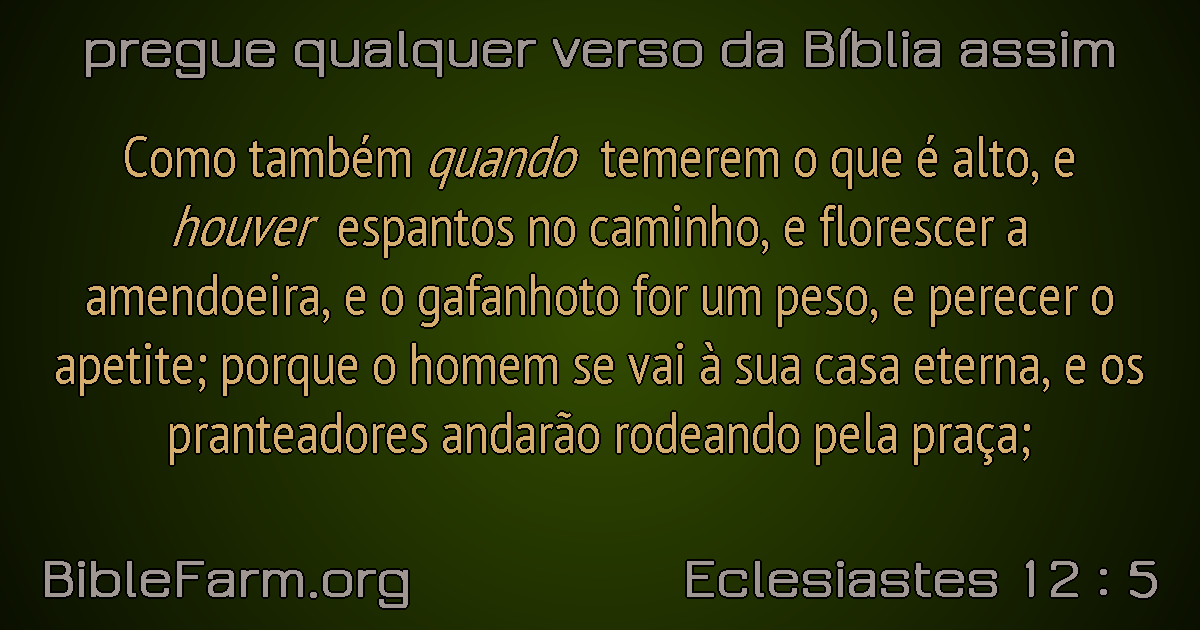 pregue qualquer verso da Bíblia assim
Como também quando temerem o que é alto, e
houver espantos no caminho, e florescer a
amendoeira, e o gafanhoto for um peso, e perecer o
apetite; porque o homem se vai à sua casa eterna, e os
pranteadores andarão rodeando pela praça;
BibleFarm.org
Eclesiastes 12 : 5